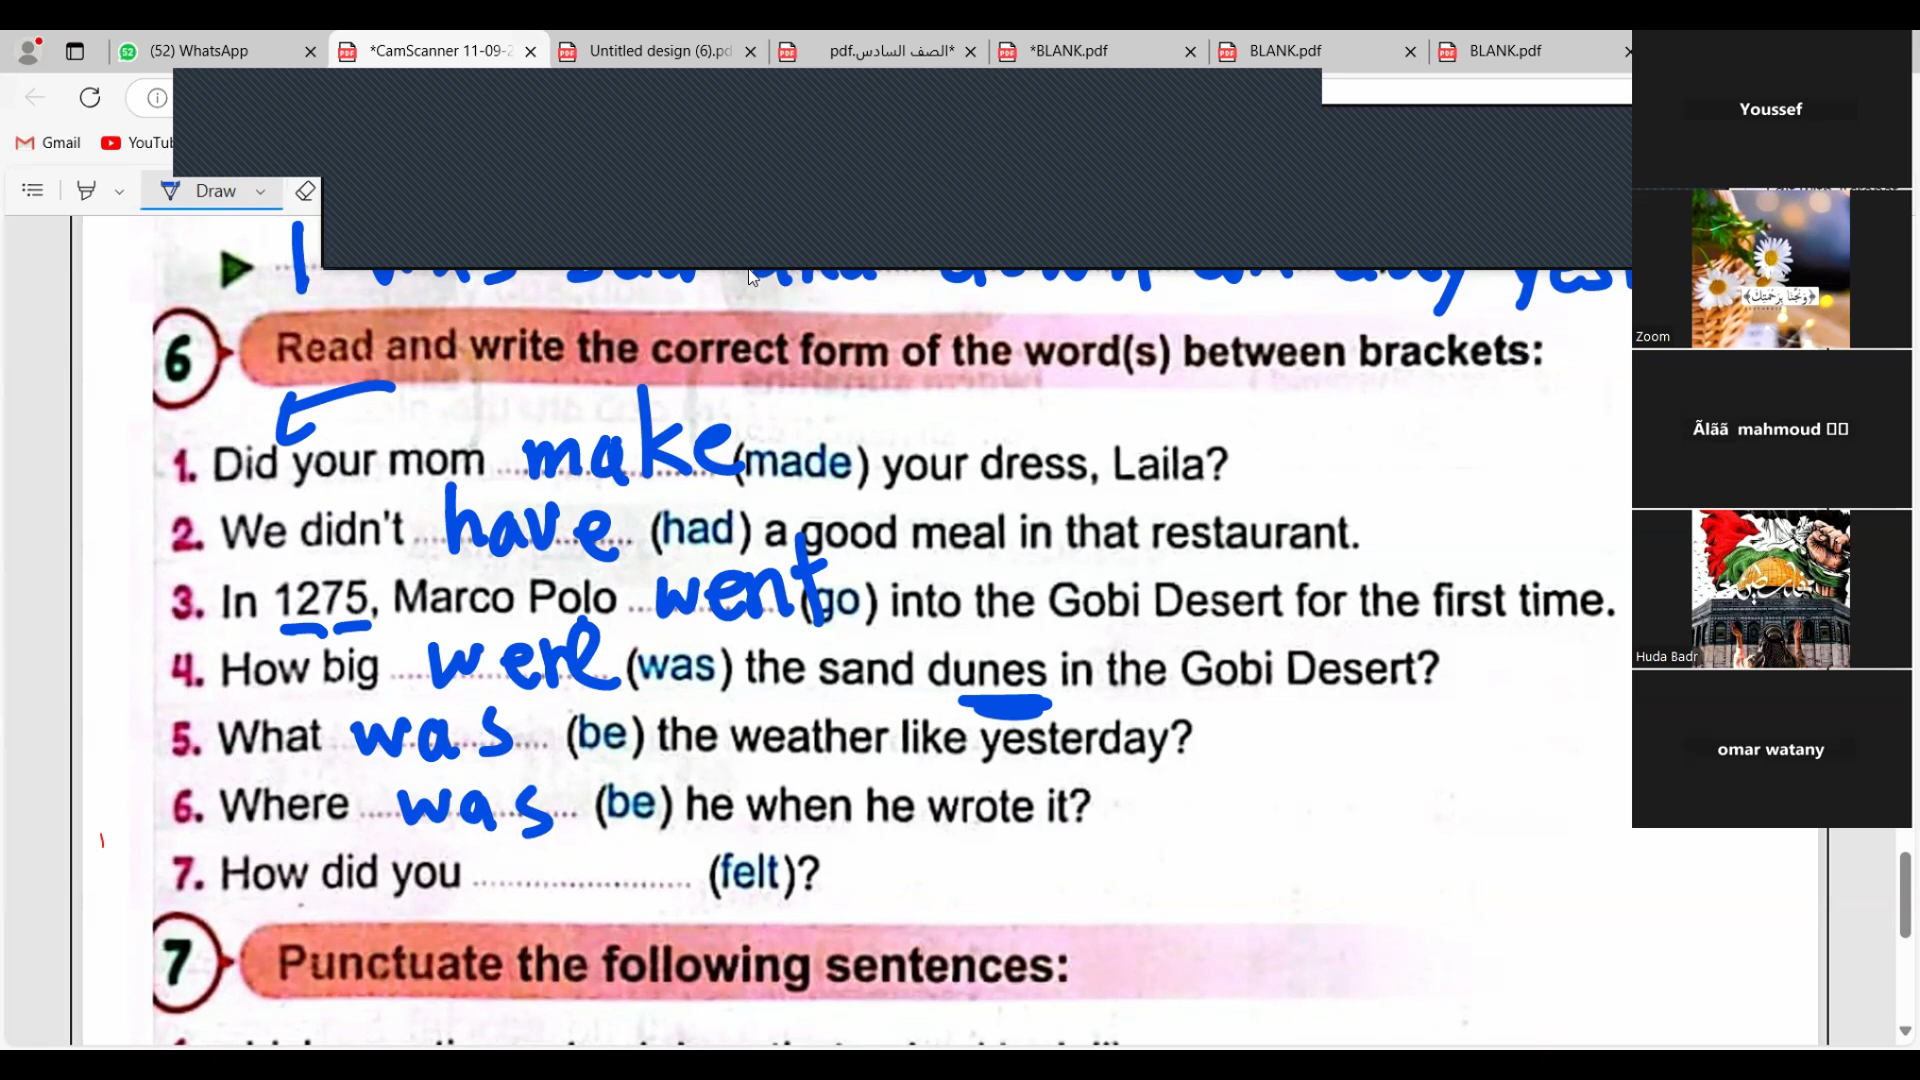 (52) WhatsApp
*CamScanner 11-09-2
Untitled design (6).pd
الصف السادس.pdf*
*BLANK.pdf
BLANK.pdf
BLANK.pdf
Gmail
YouTub
Draw
6 Read and write the correct form of the word(s) between brackets:
1. Did your mom make (made) your dress, Laila?
2. We didn't have (had) a good meal in that restaurant.
3. In 1275, Marco Polo went (go) into the Gobi Desert for the first time.
4. How big were (was) the sand dunes in the Gobi Desert?
5. What was (be) the weather like yesterday?
6. Where was (be) he when he wrote it?
7. How did you .................... (felt)?
7 Punctuate the following sentences:
Youssef
﴿وَنَجِّنَا بِرَحْمَتِكَ﴾
Zoom
Ãlãã mahmoud
Huda Badr
omar watany